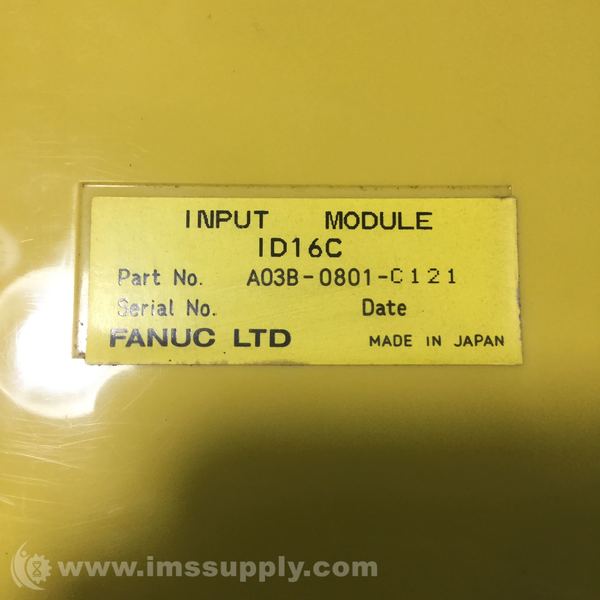 INPUT MODULE
ID16C
Part No. A03B-0801-C121
Serial No. Date
FANUC LTD MADE IN JAPAN
www.imssupply.com